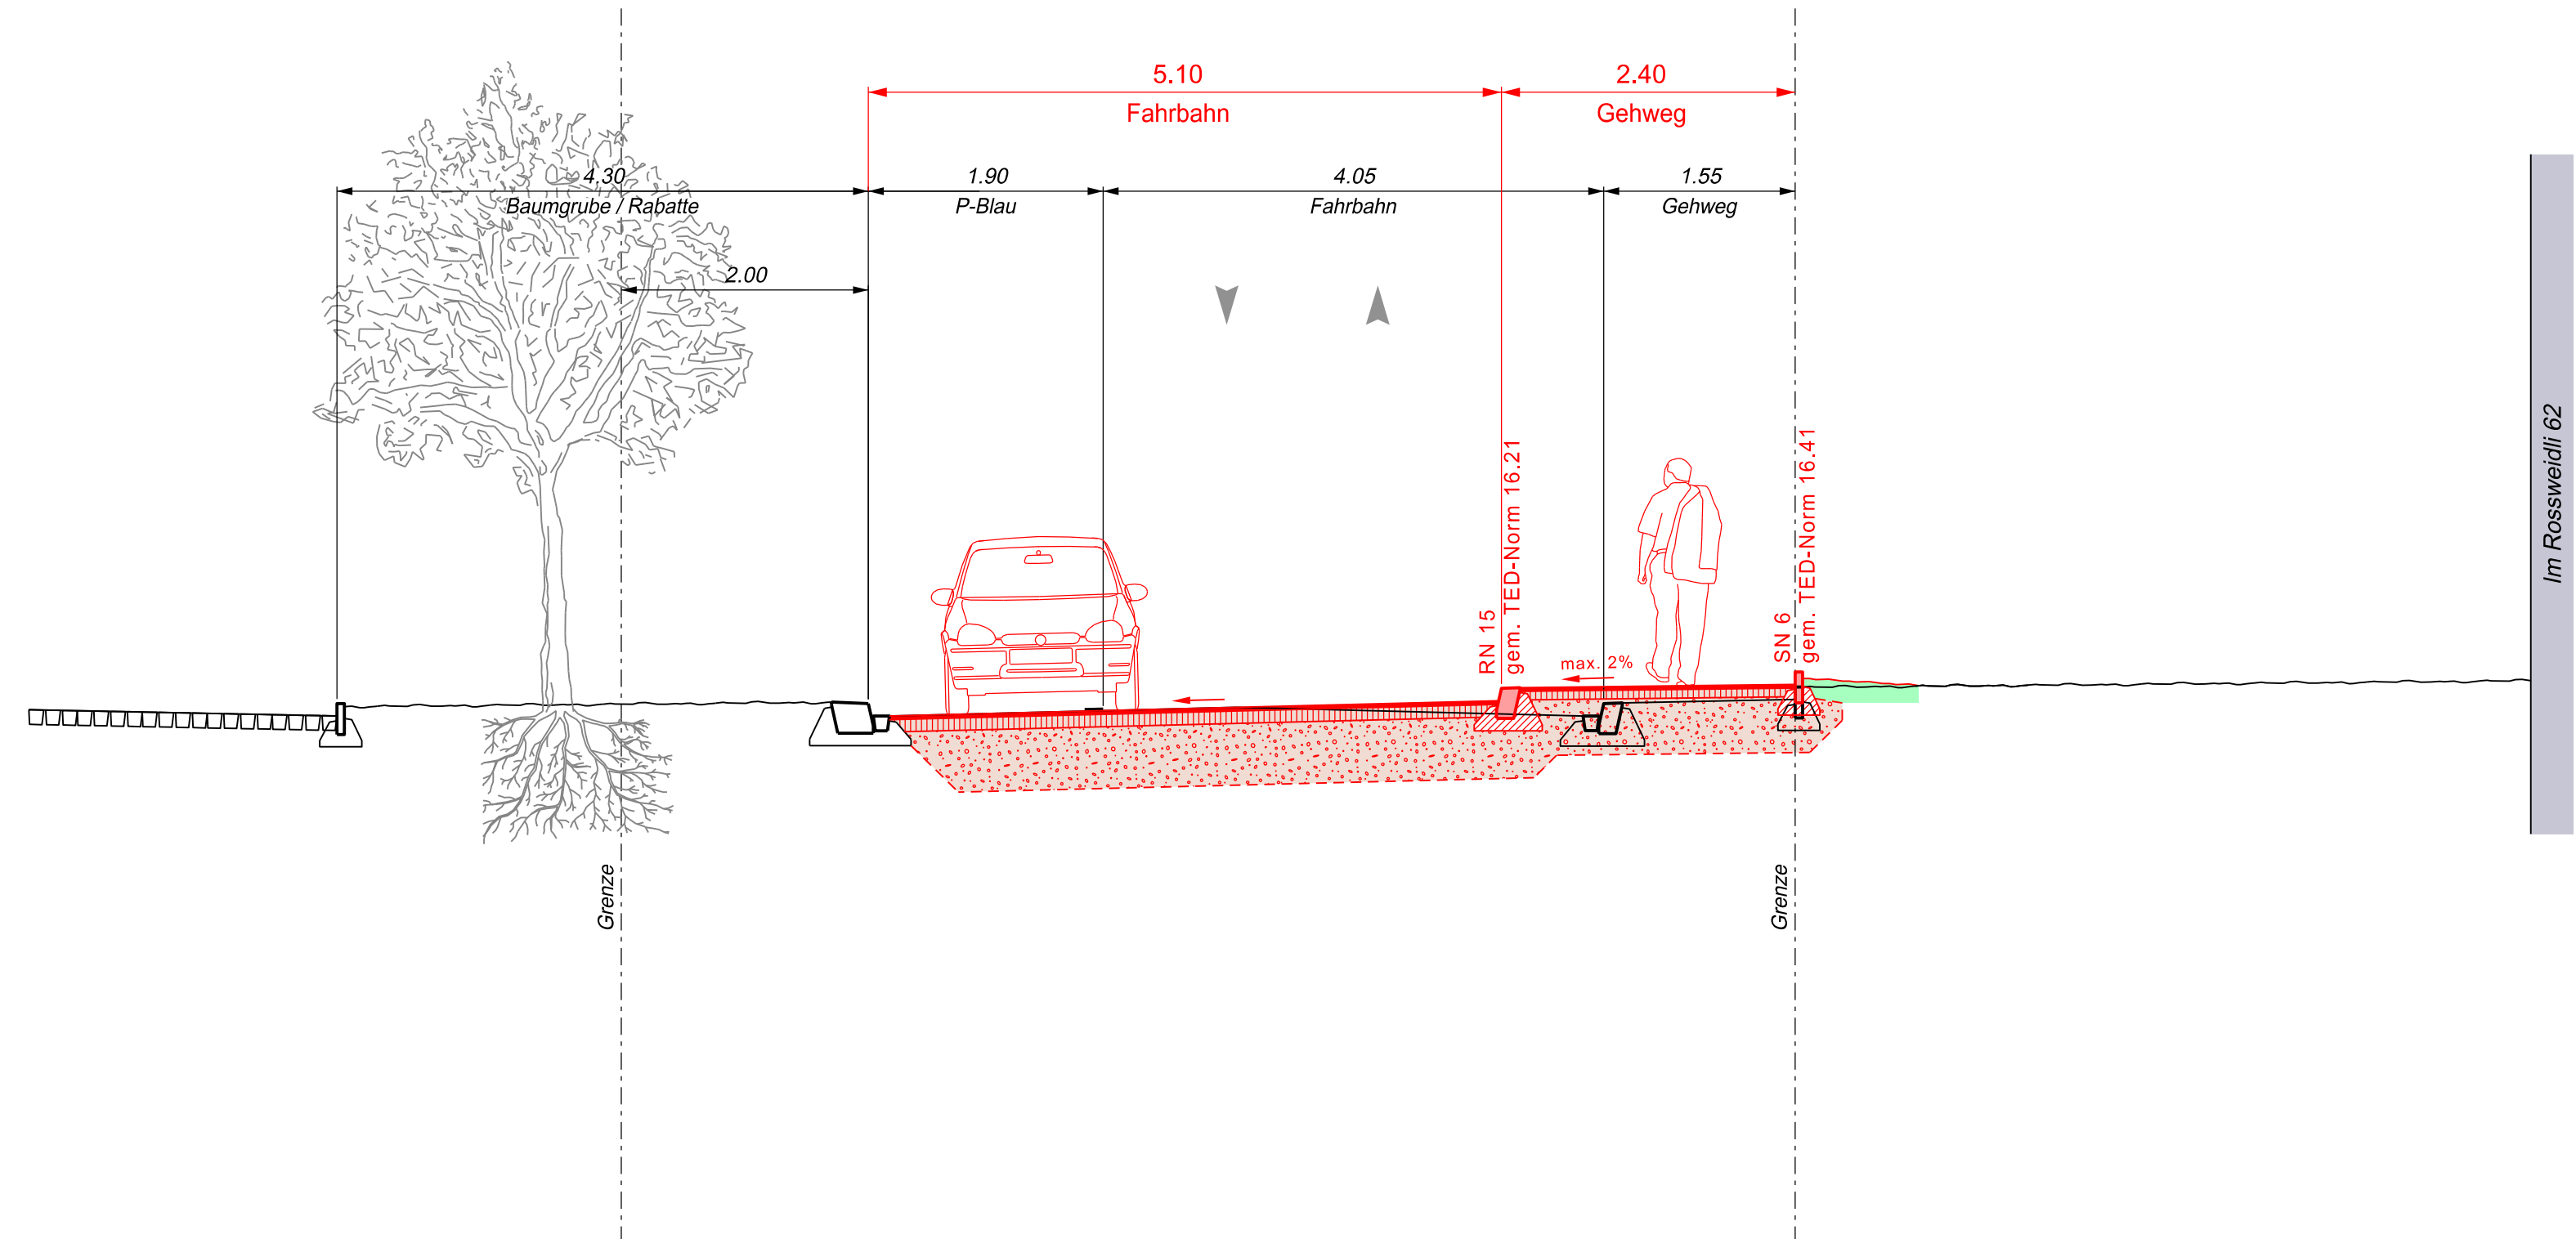 5.10
Fahrbahn
2.40
Gehweg
4.30
Baumgrube / Rabatte
1.90
P-Blau
4.05
Fahrbahn
1.55
Gehweg
2.00
RN 15
gem. TED-Norm 16.21
max. 2%
SN 6
gem. TED-Norm 16.41
Im Rossweidli 62
Grenze
Grenze